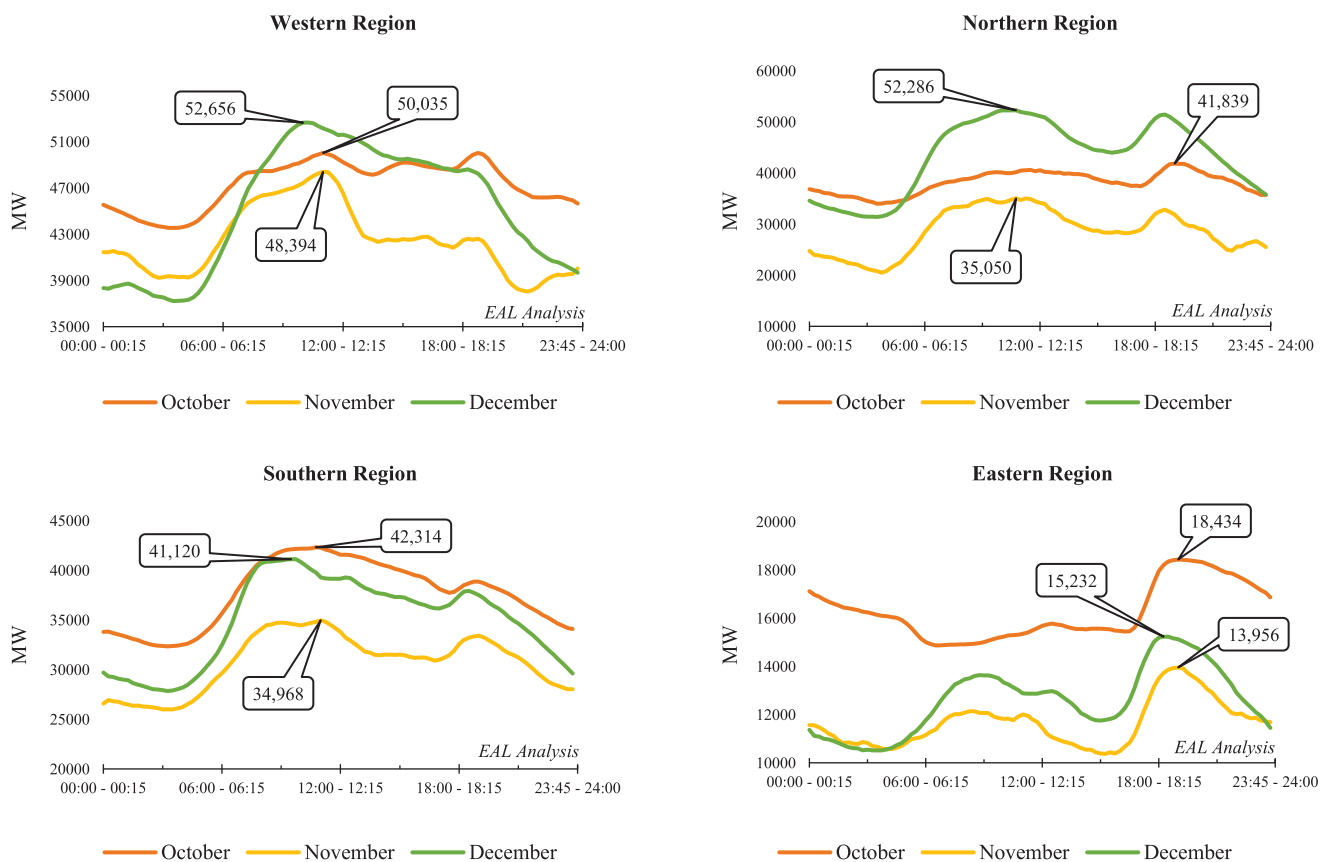 Western Region
MW
55000
51000
47000
43000
39000
35000
52,656
50,035
48,394
EAL Analysis
00:00 - 00:15 06:00 - 06:15 12:00 - 12:15 18:00 - 18:15 23:45 - 24:00
October November December
Northern Region
MW
60000
50000
40000
30000
20000
10000
52,286
41,839
35,050
EAL Analysis
00:00 - 00:15 06:00 - 06:15 12:00 - 12:15 18:00 - 18:15 23:45 - 24:00
October November December
Southern Region
MW
45000
40000
35000
30000
25000
20000
41,120
42,314
34,968
EAL Analysis
00:00 - 00:15 06:00 - 06:15 12:00 - 12:15 18:00 - 18:15 23:45 - 24:00
October November December
Eastern Region
MW
20000
18000
16000
14000
12000
10000
18,434
15,232
13,956
EAL Analysis
00:00 - 00:15 06:00 - 06:15 12:00 - 12:15 18:00 - 18:15 23:45 - 24:00
October November December